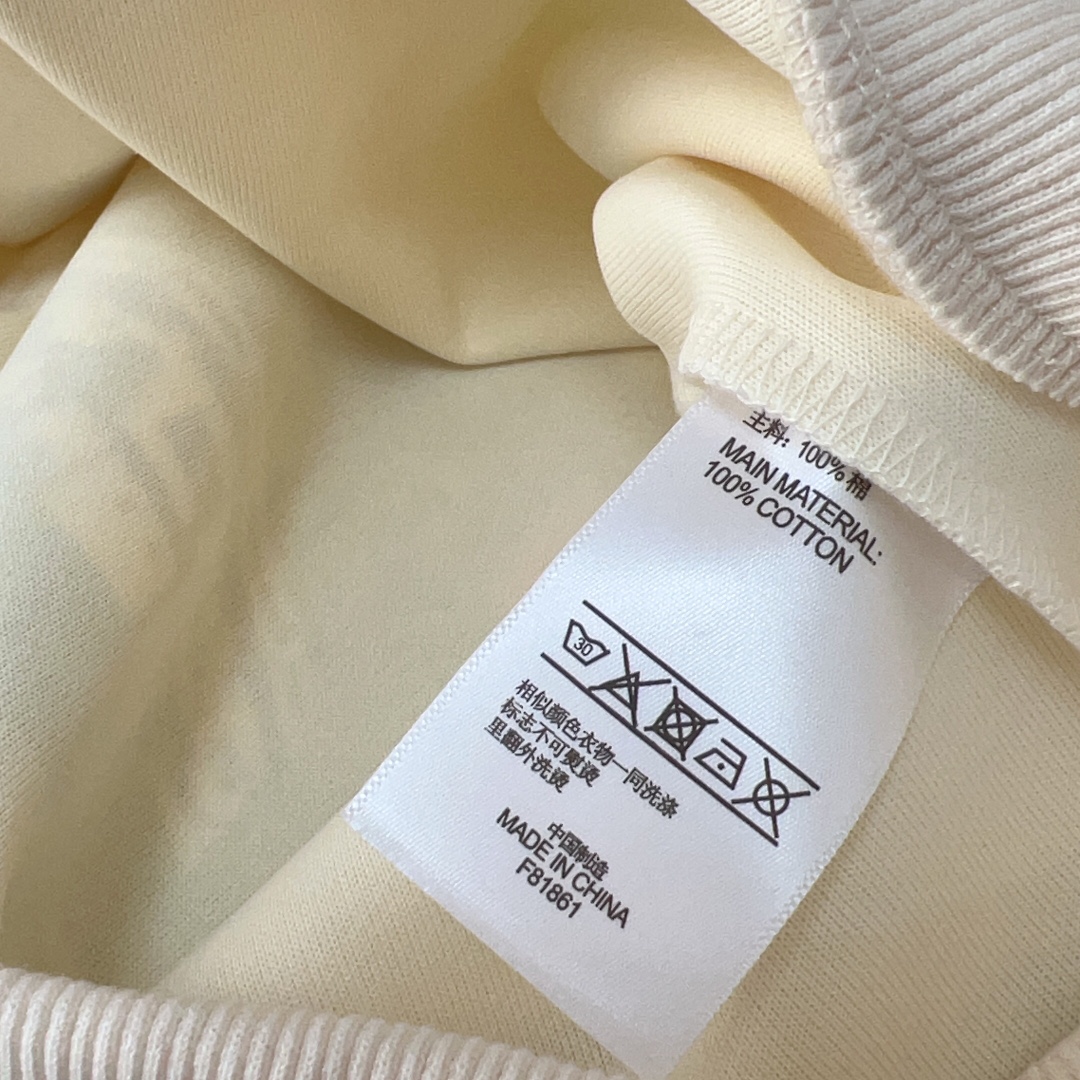 主料: 100% 棉
MAIN MATERIAL:
100% COTTON
30
相似颜色衣物一同洗涤
标志不可熨烫
里翻外洗烫
中国制造
MADE IN CHINA
F81861